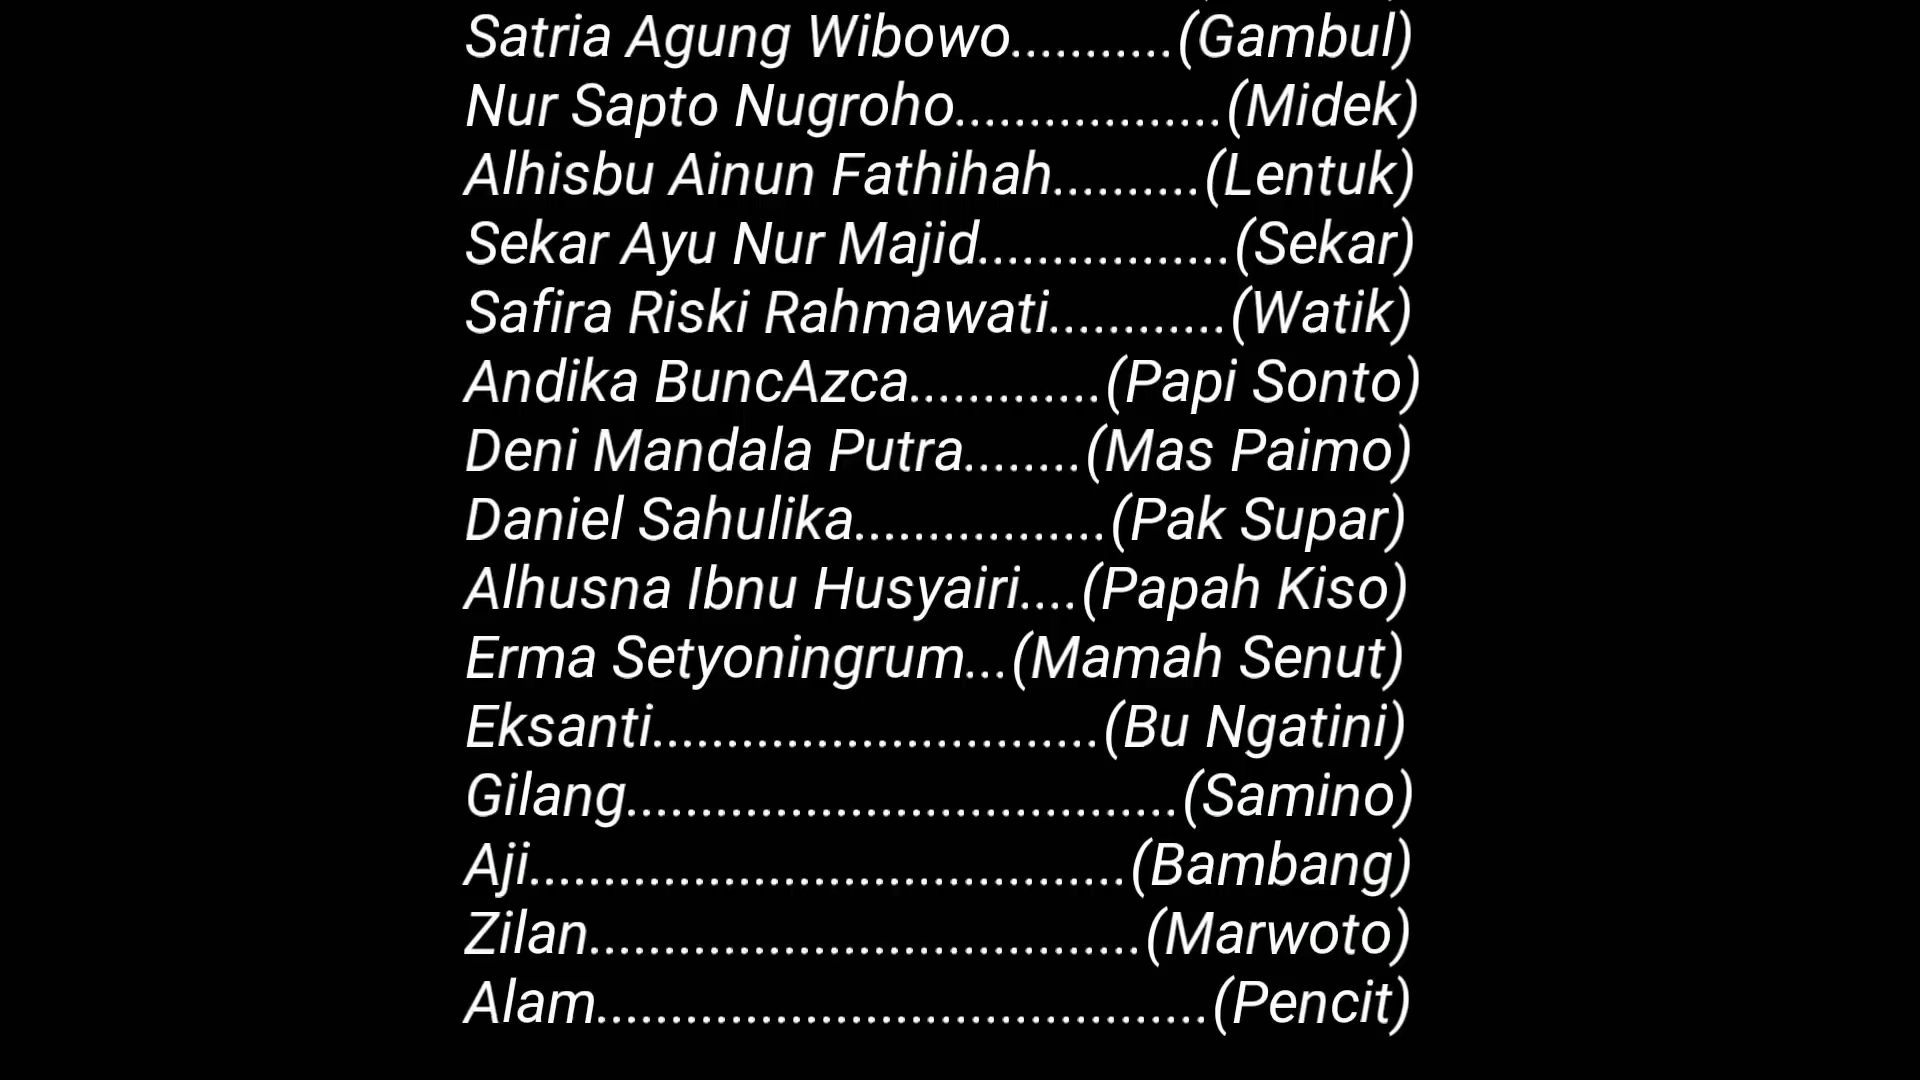 Satria Agung Wibowo...........(Gambul)
Nur Sapto Nugroho..................(Midek)
Alhisbu Ainun Fathihah..........(Lentuk)
Sekar Ayu Nur Majid.................(Sekar)
Safira Riski Rahmawati............(Watik)
Andika BuncAzca.............(Papi Sonto)
Deni Mandala Putra........(Mas Paimo)
Daniel Sahulika.................(Pak Supar)
Alhusna Ibnu Husyairi....(Papah Kiso)
Erma Setyoningrum...(Mamah Senut)
Eksanti..............................(Bu Ngatini)
Gilang.....................................(Samino)
Aji........................................(Bambang)
Zilan.....................................(Marwoto)
Alam.........................................(Pencit)